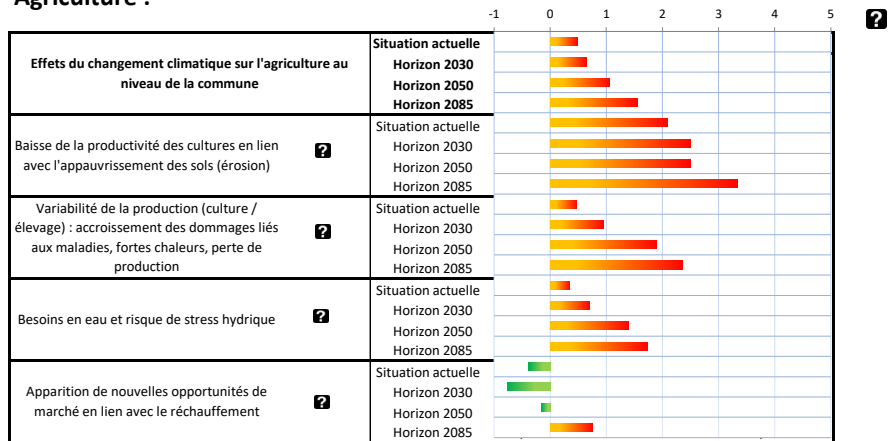 Agriculture :
-1 0 1 2 3 4 5
?
Effets du changement climatique sur l'agriculture au
niveau de la commune
Situation actuelle
Horizon 2030
Horizon 2050
Horizon 2085
Baisse de la productivité des cultures en lien
avec l'appauvrissement des sols (érosion)
?
Situation actuelle
Horizon 2030
Horizon 2050
Horizon 2085
Variabilité de la production (culture /
élevage) : accroissement des dommages liés
aux maladies, fortes chaleurs, perte de
production
?
Situation actuelle
Horizon 2030
Horizon 2050
Horizon 2085
Besoins en eau et risque de stress hydrique
?
Situation actuelle
Horizon 2030
Horizon 2050
Horizon 2085
Apparition de nouvelles opportunités de
marché en lien avec le réchauffement
?
Situation actuelle
Horizon 2030
Horizon 2050
Horizon 2085